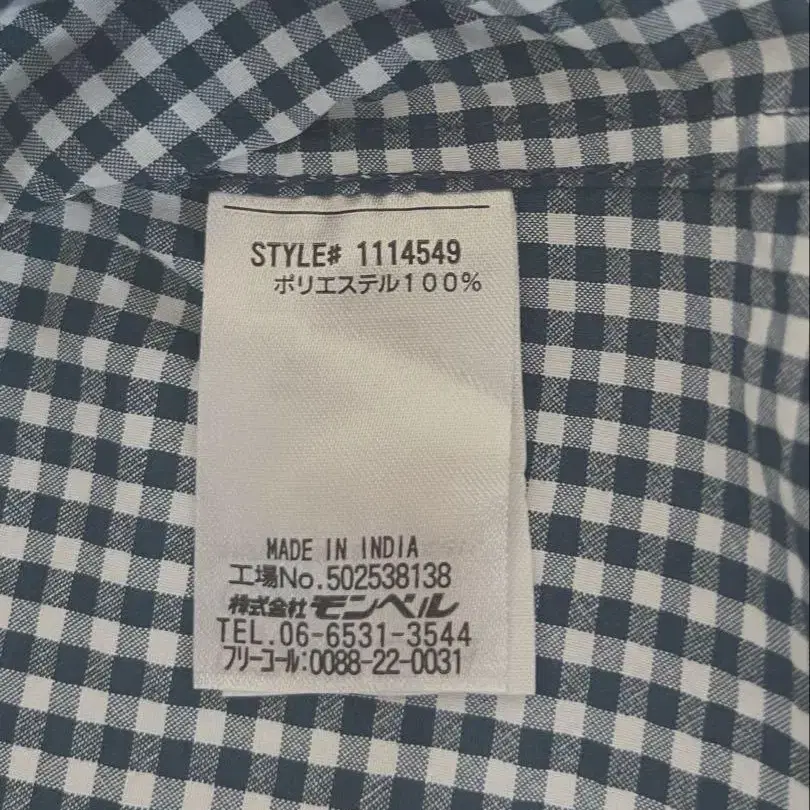 STYLE# 1114549
ポリエステル100%
MADE IN INDIA
工場No.502538138
株式会社モンベル
TEL.06-6531-3544
フリーコール:0088-22-0031